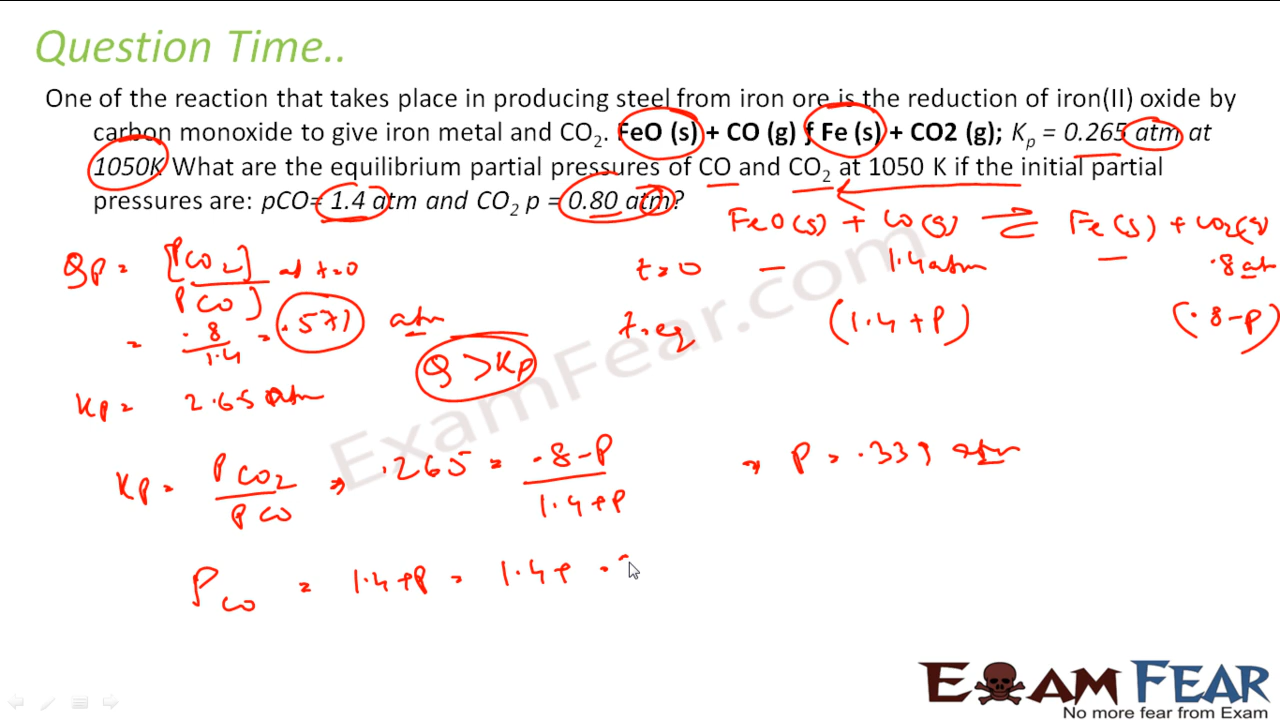 Question Time..
One of the reaction that takes place in producing steel from iron ore is the reduction of iron(II) oxide by
carbon monoxide to give iron metal and CO₂. FeO (s) + CO (g) ƒ Fe (s) + CO2 (g); Kₚ = 0.265 atm at
1050K What are the equilibrium partial pressures of CO and CO₂ at 1050 K if the initial partial
pressures are: pCO= 1.4 atm and CO₂ p = 0.80 atm?
FeO(s) + CO(g) ⇌ Fe(s) + CO2(g)
QP = [PCO2] at t=0
PCO]
t=0 — 1.4atm — .8 at
= .8 = .571 atm
1.4
t.eq (1.4+P) (.8-P)
Q > KP
KP = 2.65 atm
KP = PCO2 ⇒ .265 = .8-P ⇒ P = .339 atm
PCO 1.4+P
PCO = 1.4+P = 1.4+ .
ExamFear.com
EXAM FEAR
No more fear from Exam